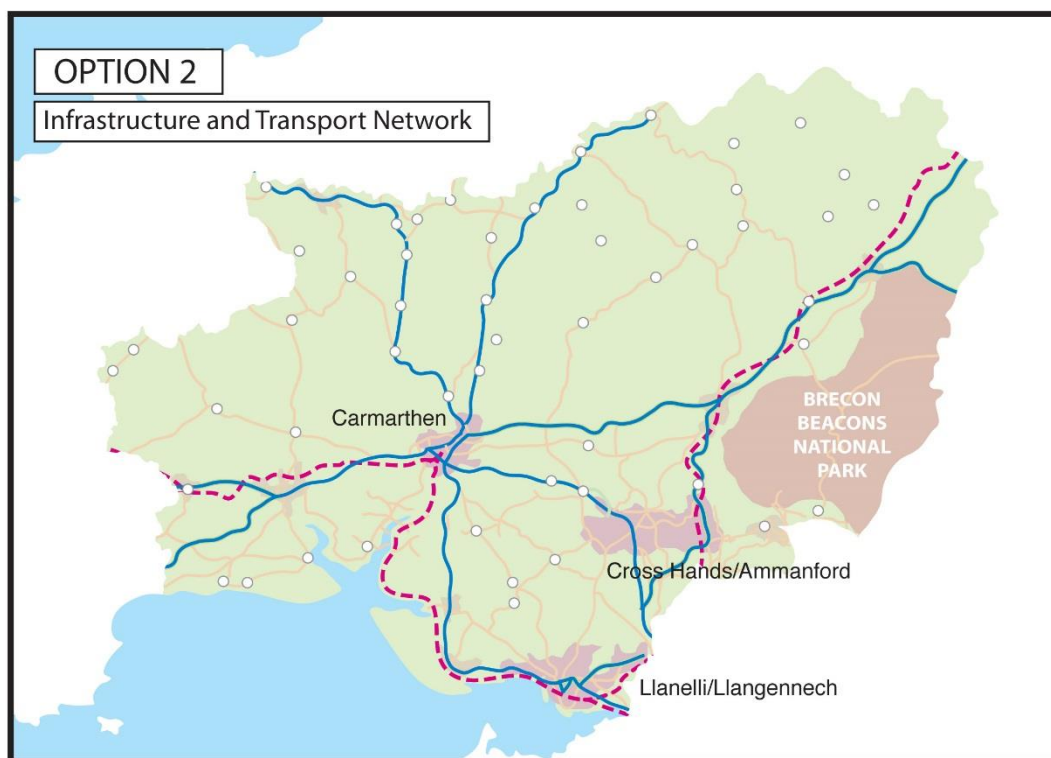 OPTION 2
Infrastructure and Transport Network
Carmarthen
BRECON
BEACONS
NATIONAL
PARK
Cross Hands/Ammanford
Llanelli/Llangennech